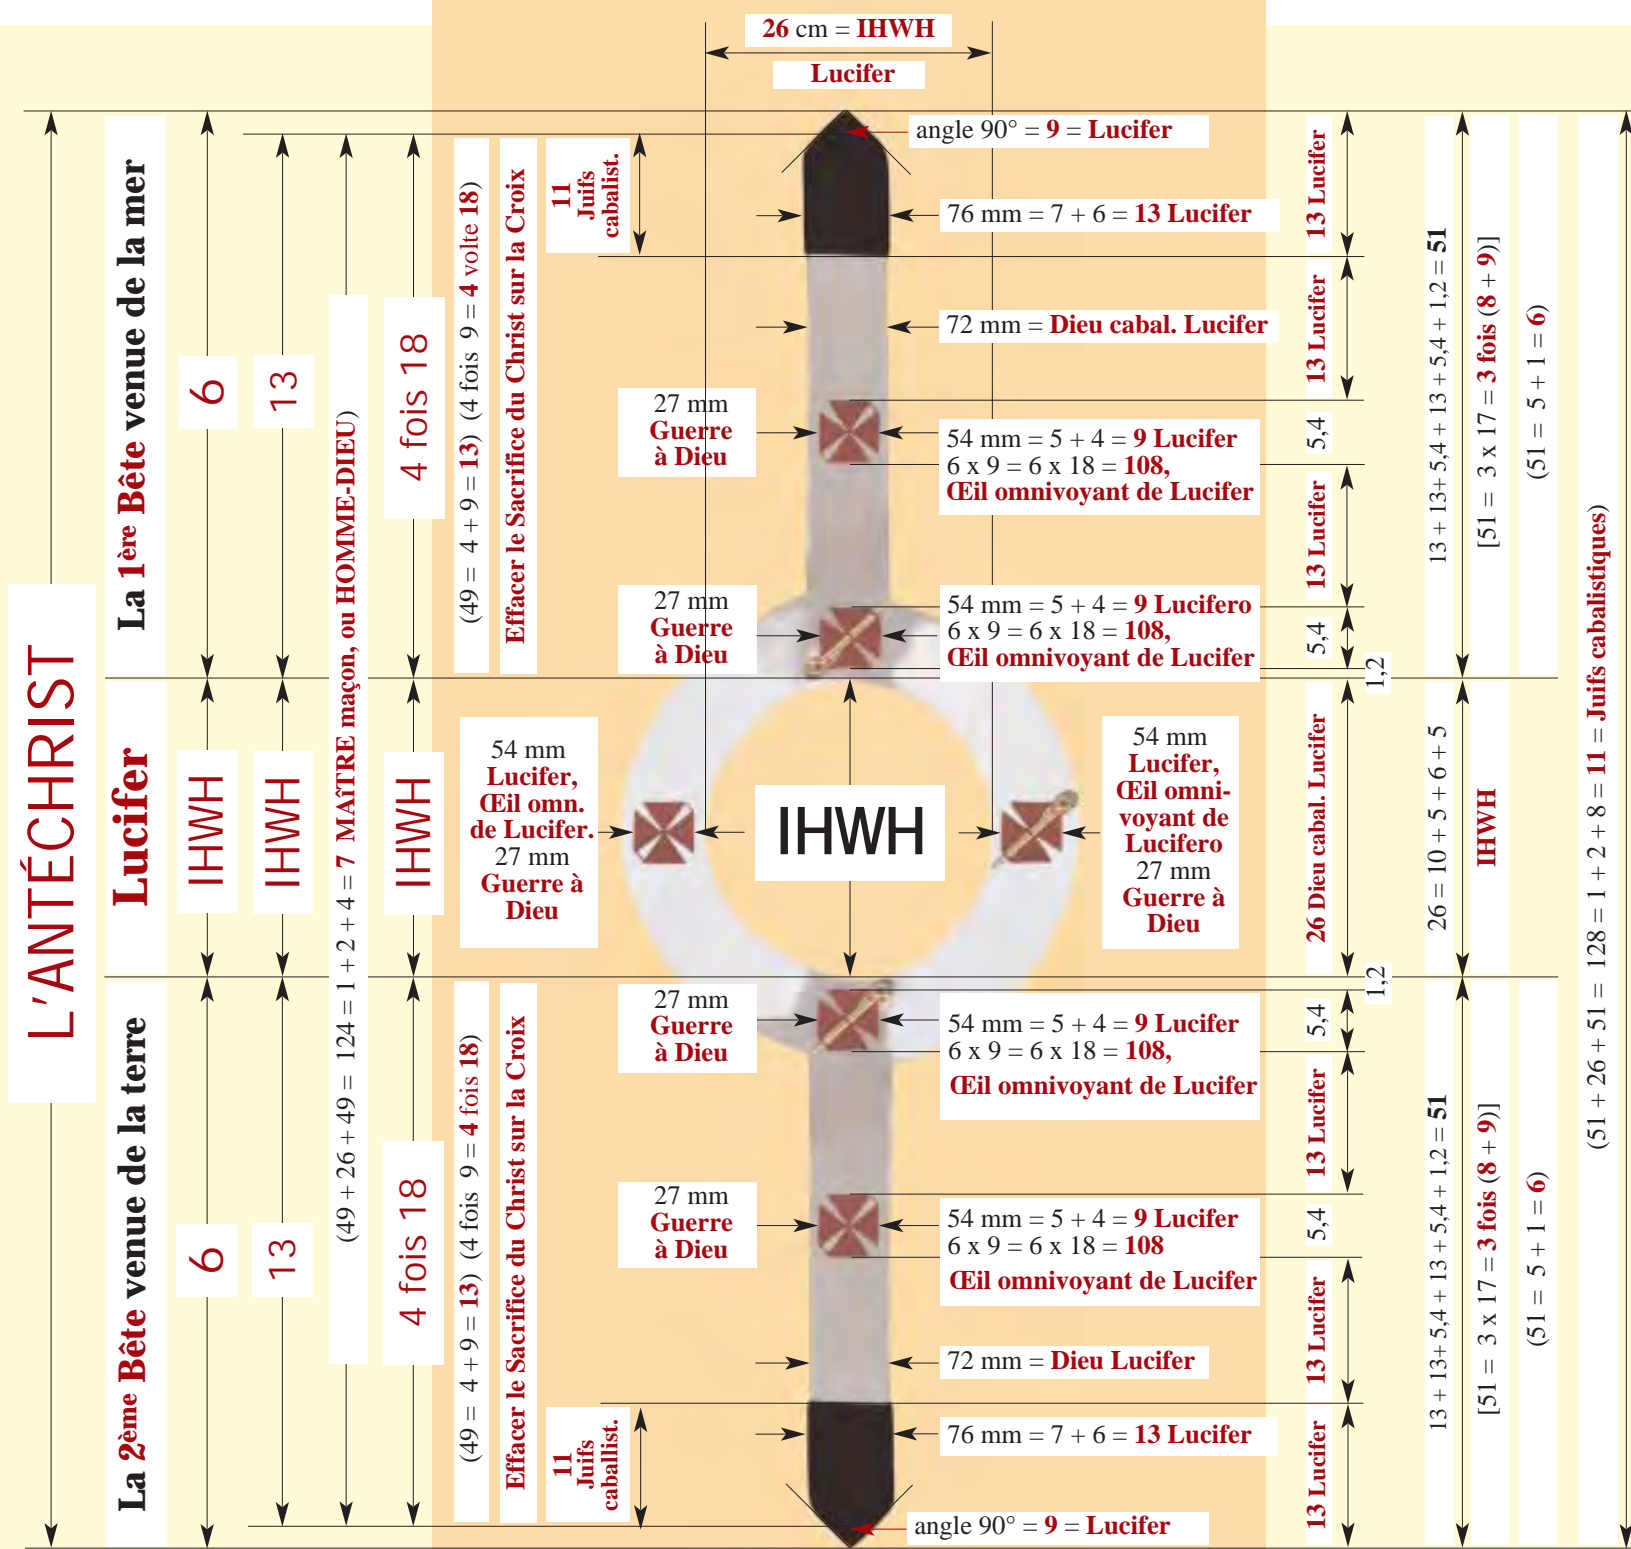 26 cm = IHWH
Lucifer
angle 90° = 9 = Lucifer
76 mm = 7 + 6 = 13 Lucifer
72 mm = Dieu cabal. Lucifer
27 mm
Guerre
à Dieu
54 mm = 5 + 4 = 9 Lucifer
6 x 9 = 6 x 18 = 108,
Œil omnivoyant de Lucifer
27 mm
Guerre
à Dieu
54 mm = 5 + 4 = 9 Lucifero
6 x 9 = 6 x 18 = 108,
Œil omnivoyant de Lucifer
54 mm
Lucifer,
Œil omn.
de Lucifer.
27 mm
Guerre à
Dieu
IHWH
54 mm
Lucifer,
Œil omni-
voyant de
Lucifero
27 mm
Guerre à
Dieu
27 mm
Guerre
à Dieu
54 mm = 5 + 4 = 9 Lucifer
6 x 9 = 6 x 18 = 108,
Œil omnivoyant de Lucifer
27 mm
Guerre
à Dieu
54 mm = 5 + 4 = 9 Lucifer
6 x 9 = 6 x 18 = 108
Œil omnivoyant de Lucifer
72 mm = Dieu Lucifer
76 mm = 7 + 6 = 13 Lucifer
angle 90° = 9 = Lucifer
L'ANTÉCHRIST
La 1ère Bête venue de la mer
Lucifer
La 2ème Bête venue de la terre
6
IHWH
6
13
IHWH
13
(49 + 26 + 49 = 124 = 1 + 2 + 4 = 7 MAÎTRE maçon, ou HOMME-DIEU)
4 fois 18
IHWH
4 fois 18
(49 = 4 + 9 = 13) (4 fois 9 = 4 volte 18)
Effacer le Sacrifice du Christ sur la Croix
11
Juifs
cabalist.
(49 = 4 + 9 = 13) (4 fois 9 = 4 fois 18)
Effacer le Sacrifice du Christ sur la Croix
11
Juifs
caballist.
13 Lucifer
13 Lucifer
5,4
13 Lucifer
5,4
1,2
26 Dieu cabal. Lucifer
1,2
5,4
13 Lucifer
5,4
13 Lucifer
13 Lucifer
13 + 13+ 5,4 + 13 + 5,4 + 1,2 = 51
[51 = 3 x 17 = 3 fois (8 + 9)]
(51 = 5 + 1 = 6)
26 = 10 + 5 + 6 + 5
IHWH
13 + 13+ 5,4 + 13 + 5,4 + 1,2 = 51
[51 = 3 x 17 = 3 fois (8 + 9)]
(51 = 5 + 1 = 6)
(51 + 26 + 51 = 128 = 1 + 2 + 8 = 11 = Juifs cabalistiques)